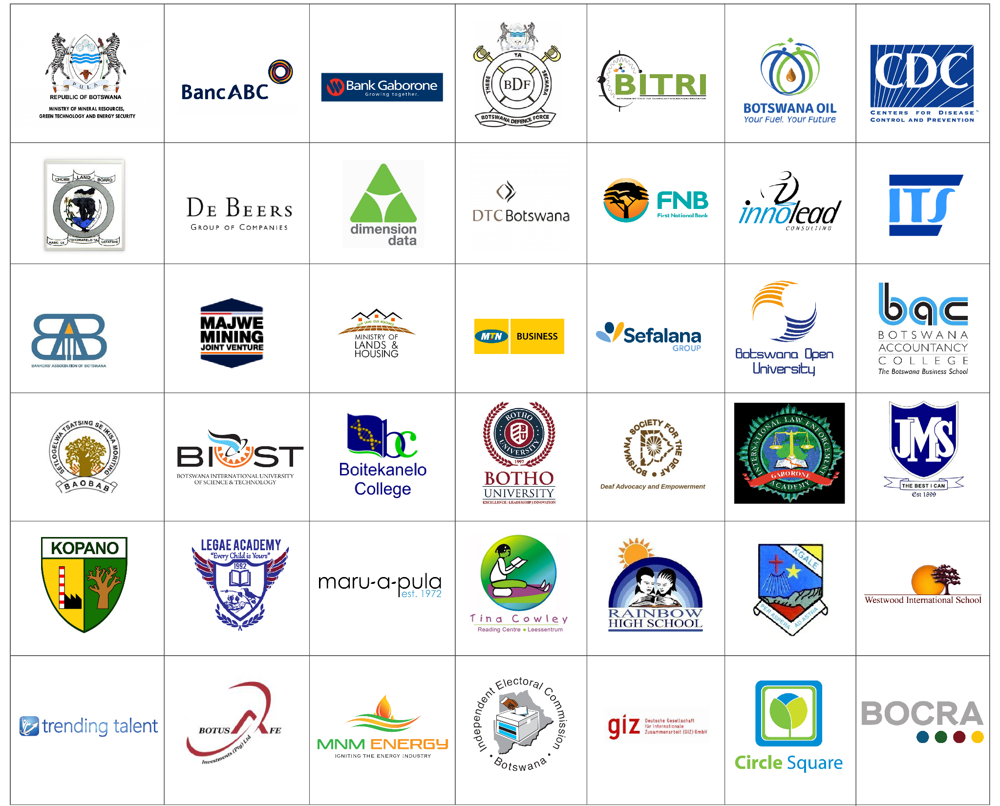 PULA
REPUBLIC OF BOTSWANA
MINISTRY OF MINERAL RESOURCES,
GREEN TECHNOLOGY AND ENERGY SECURITY
BancABC
Bank Gaborone
Growing together.
THEBE YA SECHABA
BDF
BOTSWANA DEFENCE FORCE
BITRI
BOTSWANA INSTITUTE FOR TECHNOLOGY RESEARCH AND INNOVATION
BOTSWANA OIL
Your Fuel. Your Future
CDC
CENTERS FOR DISEASE™
CONTROL AND PREVENTION
CHOBE LAND BOARD
KABO LE TSHOMARELO YA LEFATSHE
DE BEERS
GROUP OF COMPANIES
dimension
data
DTC Botswana
FNB
First National Bank
innolead
CONSULTING
ITS
BAB
BANKERS' ASSOCIATION OF BOTSWANA
MAJWE
MINING
JOINT VENTURE
OUR LAND OUR RESOURCE
MINISTRY OF
LANDS &
HOUSING
MTN BUSINESS
Sefalana
GROUP
Botswana Open
University
bac
BOTSWANA
ACCOUNTANCY
COLLEGE
The Botswana Business School
SETLOGELWA TSATSING SE IKISA MORITING
BAOBAB
BIUST
BOTSWANA INTERNATIONAL UNIVERSITY
OF SCIENCE & TECHNOLOGY
bc
Boitekanelo
College
BOTHO
BU
UNIVERSITY
1997
BOTHO
UNIVERSITY
EXCELLENCE | LEADERSHIP | INNOVATION
BOTSWANA SOCIETY FOR THE DEAF
Deaf Advocacy and Empowerment
INTERNATIONAL LAW ENFORCEMENT
GABORONE
ACADEMY
JMS
THE BEST I CAN
Est 1899
KOPANO
LEGAE ACADEMY
"Every Child is Yours"
1992
maru-a-pula
est. 1972
Tina Cowley
Reading Centre • Leessentrum
RAINBOW
HIGH SCHOOL
KGALE
PER ASPERA AD ASTRA
Westwood International School
trending talent
BOTUS AFE
Investments (Pty) Ltd
MNM ENERGY
IGNITING THE ENERGY INDUSTRY
Independent Electoral Commission
• Botswana •
giz
Deutsche Gesellschaft
für Internationale
Zusammenarbeit (GIZ) GmbH
Circle Square
BOCRA